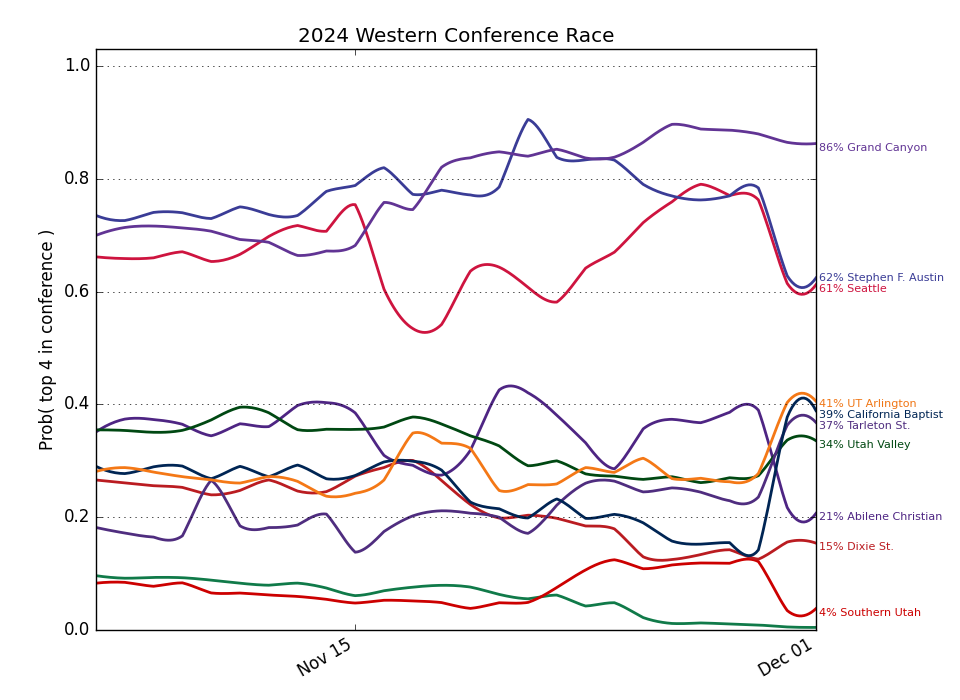 2024 Western Conference Race
Prob( top 4 in conference )
1.0
0.8
0.6
0.4
0.2
0.0
Nov 15
Dec 01
86% Grand Canyon
62% Stephen F. Austin
61% Seattle
41% UT Arlington
39% California Baptist
37% Tarleton St.
34% Utah Valley
21% Abilene Christian
15% Dixie St.
4% Southern Utah